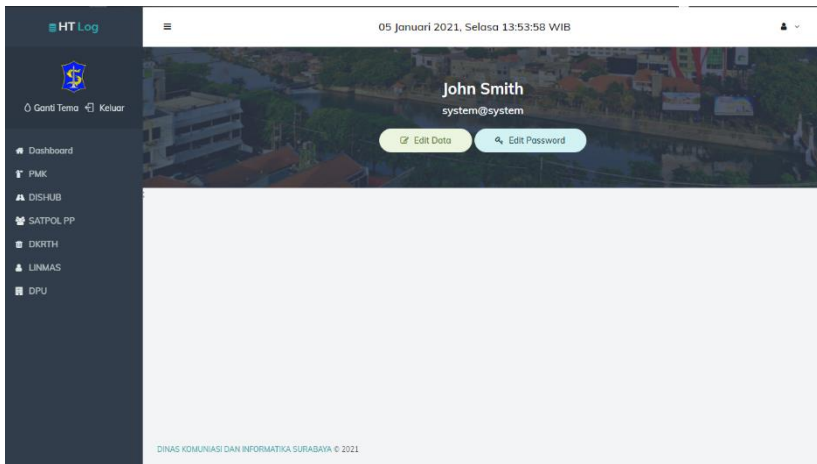 HT Log
05 Januari 2021, Selasa 13:53:58 WIB
Ganti Tema Keluar
Dashboard
PMK
DISHUB
SATPOL PP
DKRTH
LINMAS
DPU
John Smith
system@system
Edit Data Edit Password
DINAS KOMUNIASI DAN INFORMATIKA SURABAYA © 2021